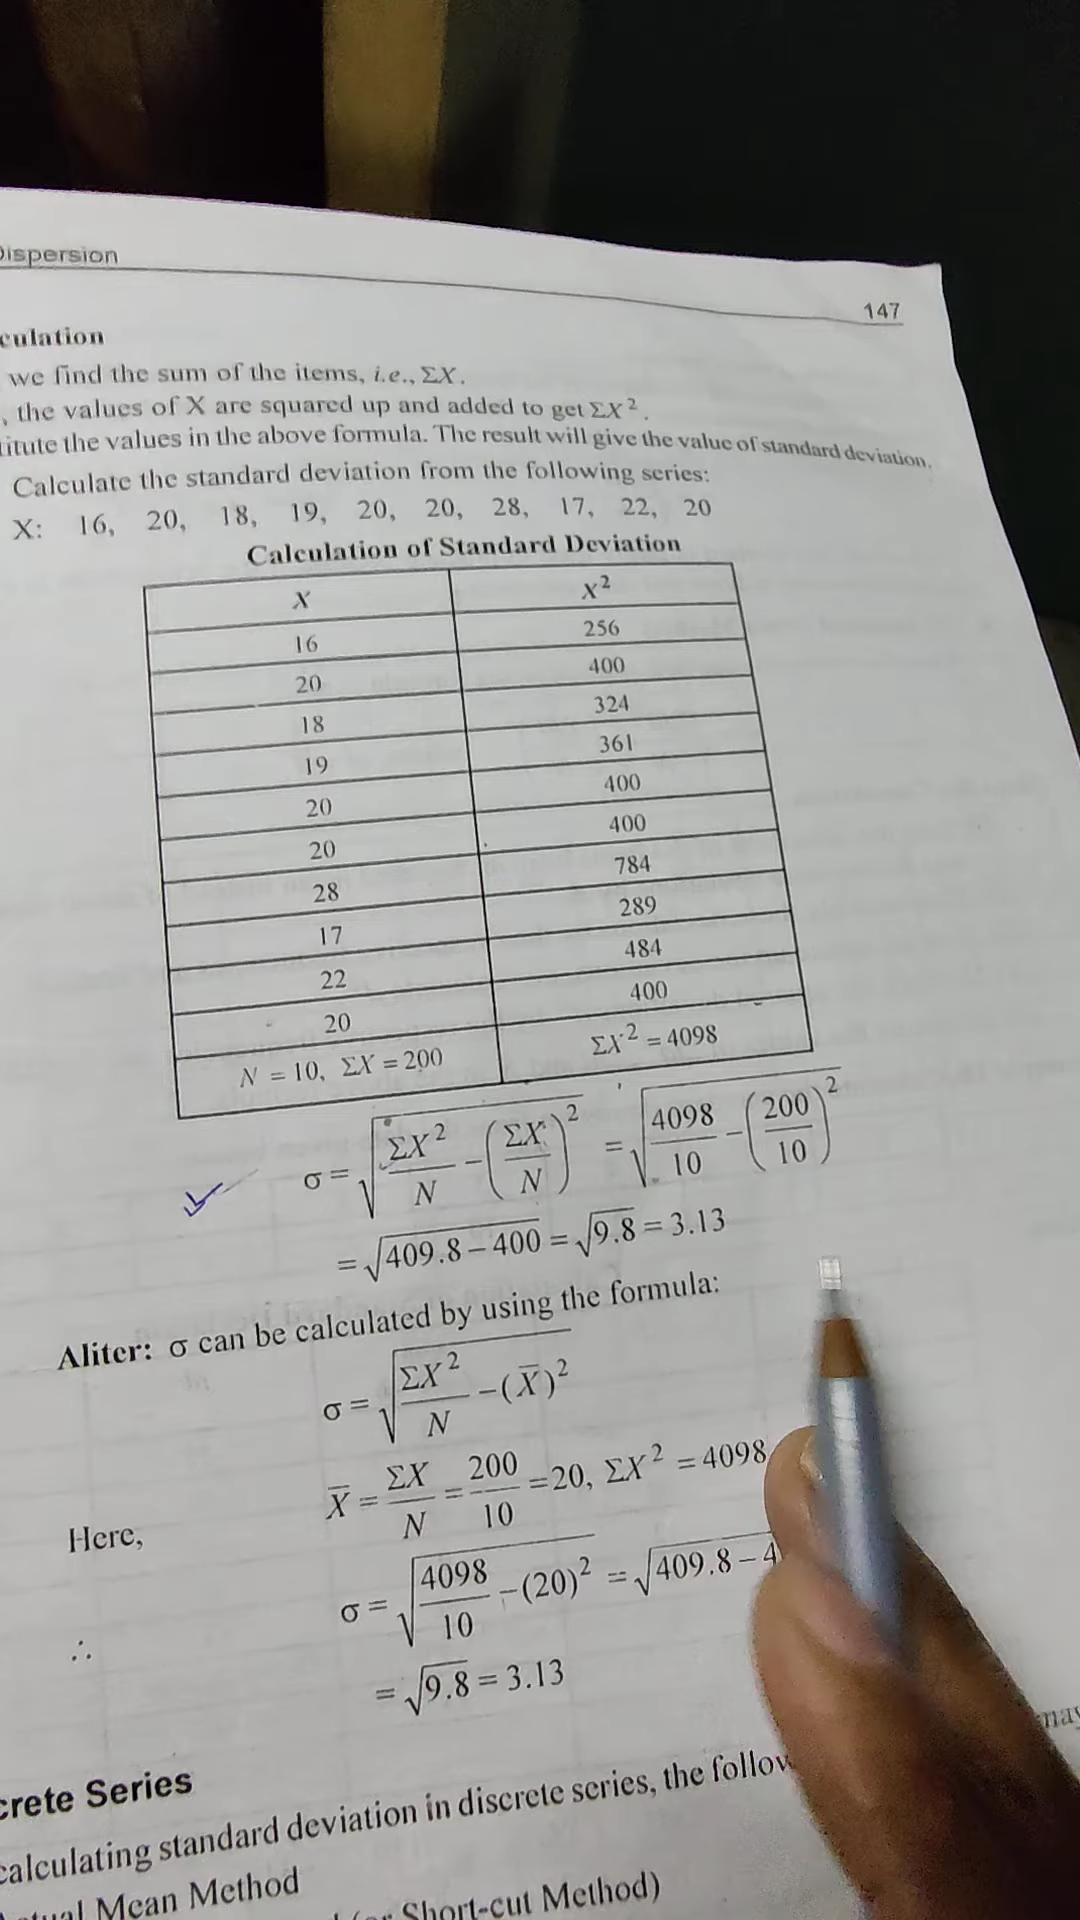 Dispersion
147
culation
we find the sum of the items, i.e., ΣX.
, the values of X are squared up and added to get ΣX².
titute the values in the above formula. The result will give the value of standard deviation.
Calculate the standard deviation from the following series:
X: 16, 20, 18, 19, 20, 20, 28, 17, 22, 20
Calculation of Standard Deviation
X X²
16 256
20 400
18 324
19 361
20 400
20 400
28 784
17 289
22 484
20 400
N = 10, ΣX = 200 ΣX² = 4098
σ = √(ΣX²/N − (ΣX/N)²) = √(4098/10 − (200/10)²)
= √(409.8 − 400) = √9.8 = 3.13
Aliter: σ can be calculated by using the formula:
σ = √(ΣX²/N − (X̄)²)
Here, X̄ = ΣX/N = 200/10 = 20, ΣX² = 4098
∴ σ = √(4098/10 − (20)²) = √(409.8 − 4
= √9.8 = 3.13
may
crete Series
calculating standard deviation in discrete series, the follow
ctual Mean Method
Short-cut Method)